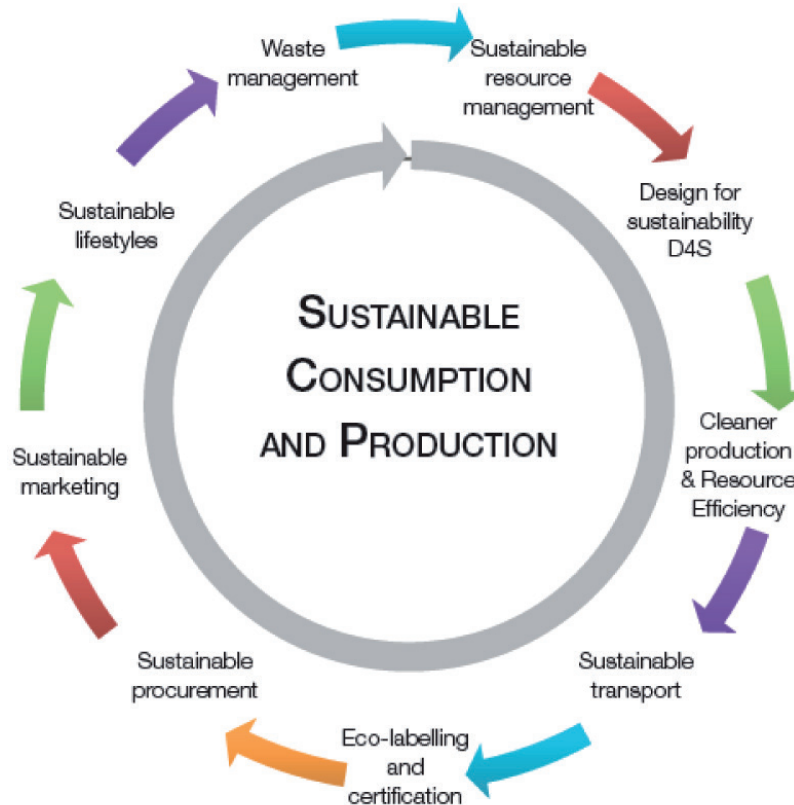 SUSTAINABLE
CONSUMPTION
AND PRODUCTION
Waste
management
Sustainable
resource
management
Design for
sustainability
D4S
Cleaner
production
& Resource
Efficiency
Sustainable
transport
Eco-labelling
and
certification
Sustainable
procurement
Sustainable
marketing
Sustainable
lifestyles